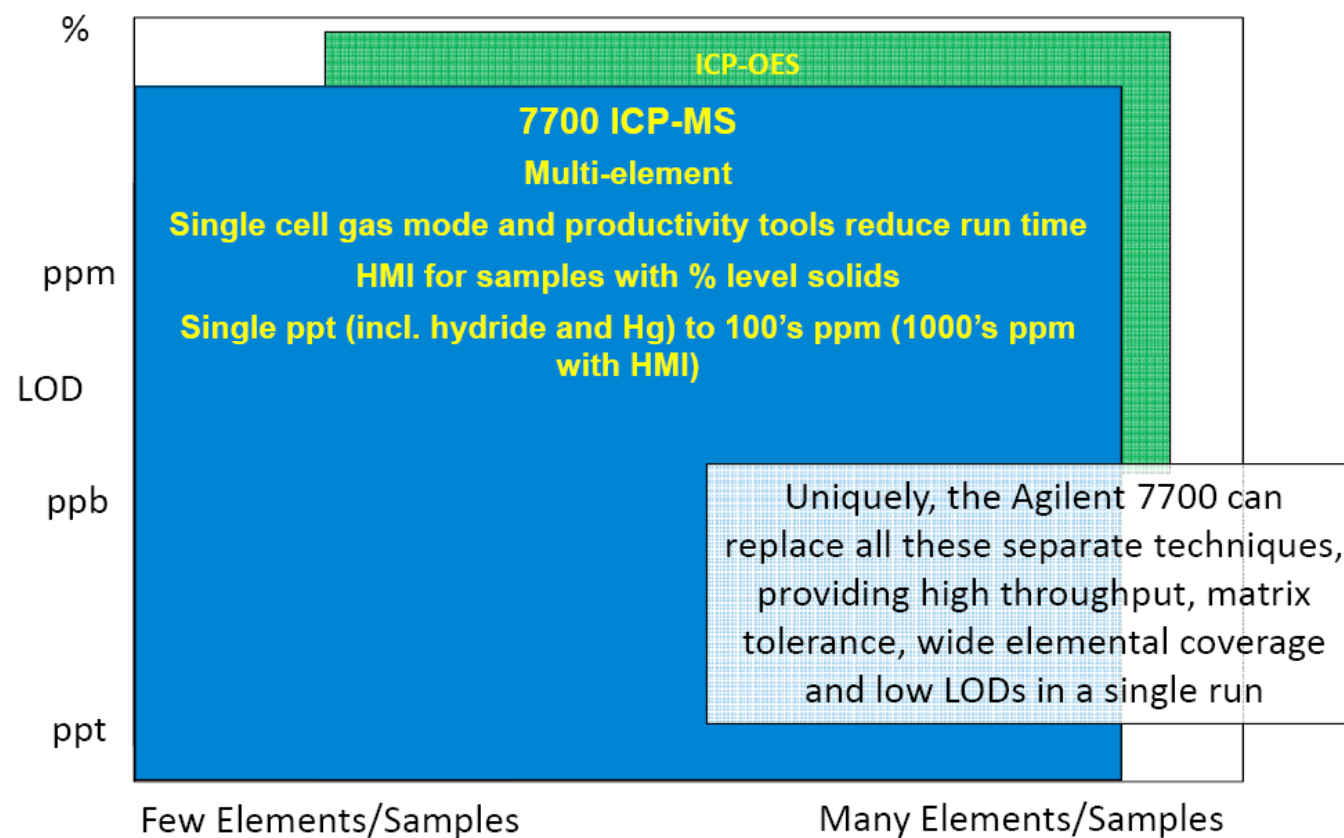 %
ICP-OES
7700 ICP-MS
Multi-element
Single cell gas mode and productivity tools reduce run time
ppm
HMI for samples with % level solids
Single ppt (incl. hydride and Hg) to 100’s ppm (1000’s ppm
with HMI)
LOD
ppb
Uniquely, the Agilent 7700 can
replace all these separate techniques,
providing high throughput, matrix
tolerance, wide elemental coverage
and low LODs in a single run
ppt
Few Elements/Samples
Many Elements/Samples